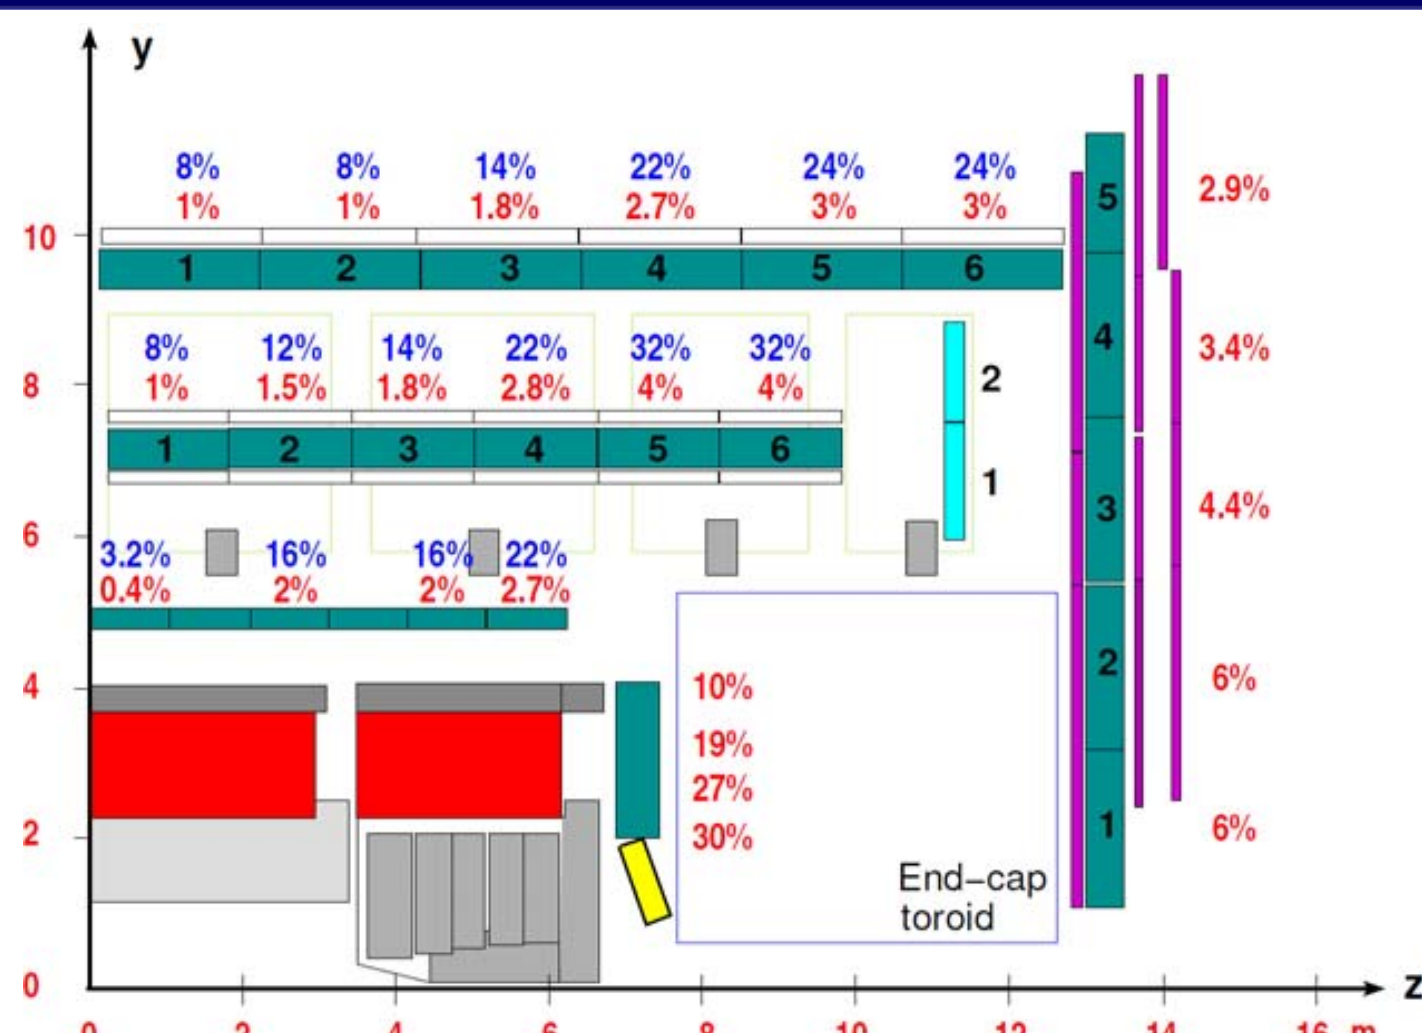 y
8% 8% 14% 22% 24% 24%
1% 1% 1.8% 2.7% 3% 3%
2.9%
5
10
1 2 3 4 5 6
8% 12% 14% 22% 32% 32%
1% 1.5% 1.8% 2.8% 4% 4%
4
3.4%
8
2
1 2 3 4 5 6
1
3
4.4%
6
3.2% 16% 16% 22%
0.4% 2% 2% 2.7%
4
10%
2
6%
19%
27%
2
30%
1
6%
End–cap
toroid
0
z
0 2 4 6 8 10 12 14 16 m